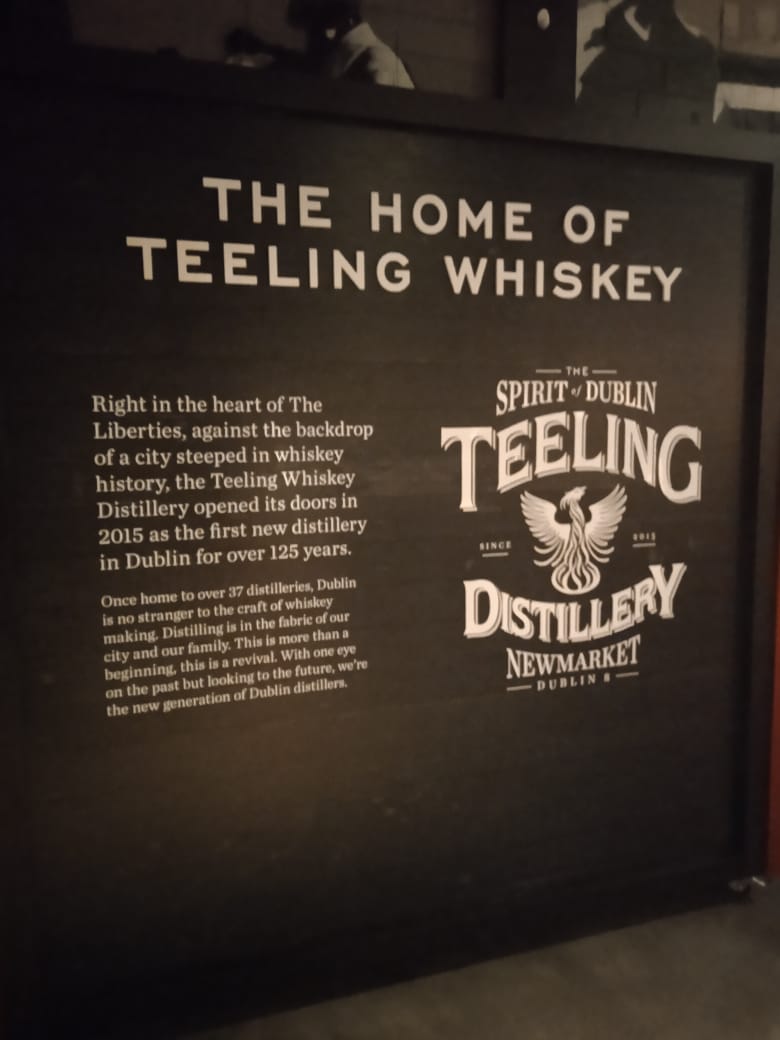 THE HOME OF
TEELING WHISKEY
Right in the heart of The
Liberties, against the backdrop
of a city steeped in whiskey
history, the Teeling Whiskey
Distillery opened its doors in
2015 as the first new distillery
in Dublin for over 125 years.
Once home to over 37 distilleries, Dublin
is no stranger to the craft of whiskey
making. Distilling is in the fabric of our
city and our family. This is more than a
beginning, this is a revival. With one eye
on the past but looking to the future, we're
the new generation of Dublin distillers.
THE
SPIRIT of DUBLIN
TEELING
SINCE 2015
DISTILLERY
NEWMARKET
DUBLIN 8